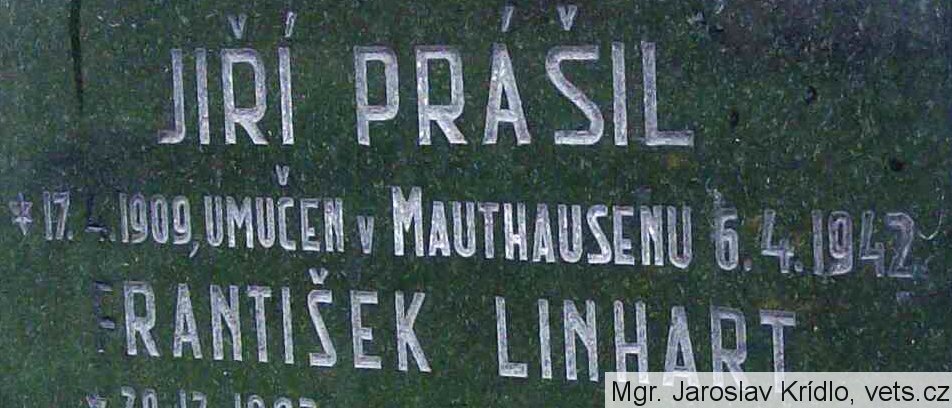 JIŘÍ PRÁŠIL
* 17. 4. 1909, UMUČEN V MAUTHAUSENU 6. 4. 1942.
FRANTIŠEK LINHART
Mgr. Jaroslav Krídlo, vets.cz